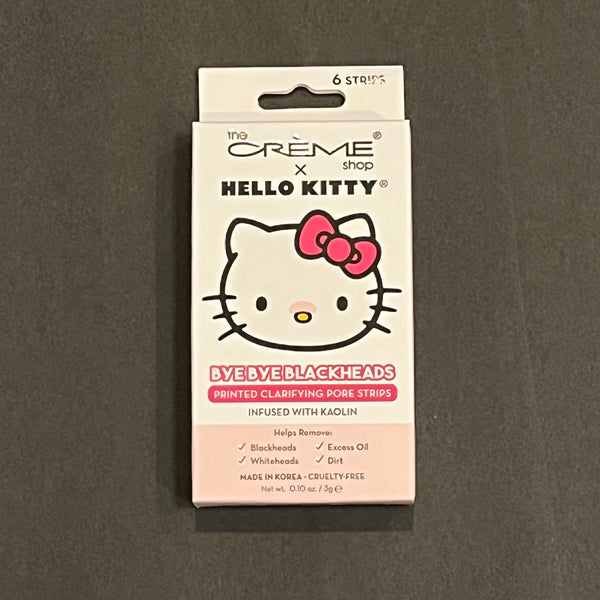 6 STRIPS
the
CRÈME®
shop
×
HELLO KITTY®
BYE BYE BLACKHEADS
PRINTED CLARIFYING PORE STRIPS
INFUSED WITH KAOLIN
Helps Remove:
✓ Blackheads ✓ Excess Oil
✓ Whiteheads ✓ Dirt
MADE IN KOREA • CRUELTY-FREE
Net wt. 0.10 oz. / 3g ℮